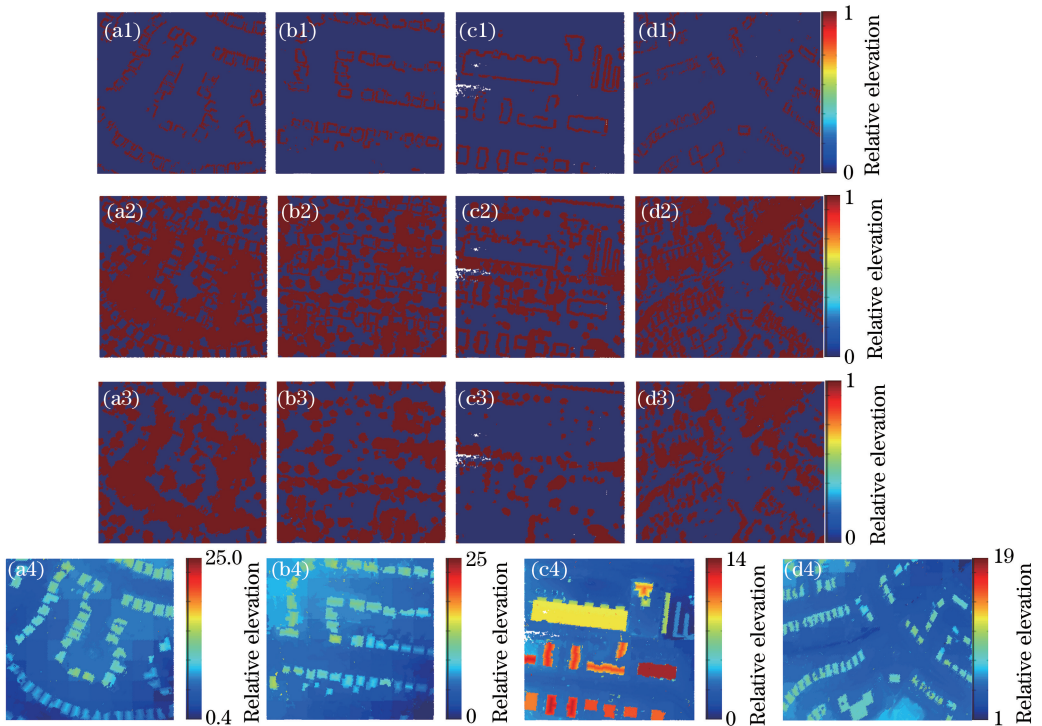 (a1) (b1) (c1) (d1) 1
Relative elevation
0
(a2) (b2) (c2) (d2) 1
Relative elevation
0
(a3) (b3) (c3) (d3) 1
Relative elevation
0
(a4) 25.0 (b4) 25 (c4) 14 (d4) 19
Relative elevation Relative elevation Relative elevation Relative elevation
0.4 0 0 1